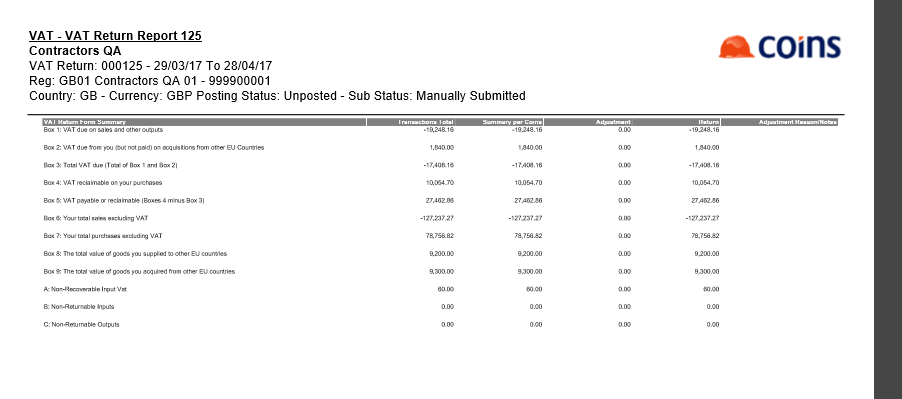 VAT - VAT Return Report 125
coins
Contractors QA
VAT Return: 000125 - 29/03/17 To 28/04/17
Reg: GB01 Contractors QA 01 - 999900001
Country: GB - Currency: GBP Posting Status: Unposted - Sub Status: Manually Submitted
VAT Return Form Summary Transactions Total Summary per Coins Adjustment Return Adjustment Reason/Notes
Box 1: VAT due on sales and other outputs -19,248.16 -19,248.16 0.00 -19,248.16
Box 2: VAT due from you (but not paid) on acquisitions from other EU Countries 1,840.00 1,840.00 0.00 1,840.00
Box 3: Total VAT due (Total of Box 1 and Box 2) -17,408.16 -17,408.16 0.00 -17,408.16
Box 4: VAT reclaimable on your purchases 10,054.70 10,054.70 0.00 10,054.70
Box 5: VAT payable or reclaimable (Boxes 4 minus Box 3) 27,462.86 27,462.86 0.00 27,462.86
Box 6: Your total sales excluding VAT -127,237.27 -127,237.27 0.00 -127,237.27
Box 7: Your total purchases excluding VAT 78,756.82 78,756.82 0.00 78,756.82
Box 8: The total value of goods you supplied to other EU countries 9,200.00 9,200.00 0.00 9,200.00
Box 9: The total value of goods you acquired from other EU countries 9,300.00 9,300.00 0.00 9,300.00
A: Non-Recoverable Input Vat 60.00 60.00 0.00 60.00
B: Non-Returnable Inputs 0.00 0.00 0.00 0.00
C: Non-Returnable Outputs 0.00 0.00 0.00 0.00